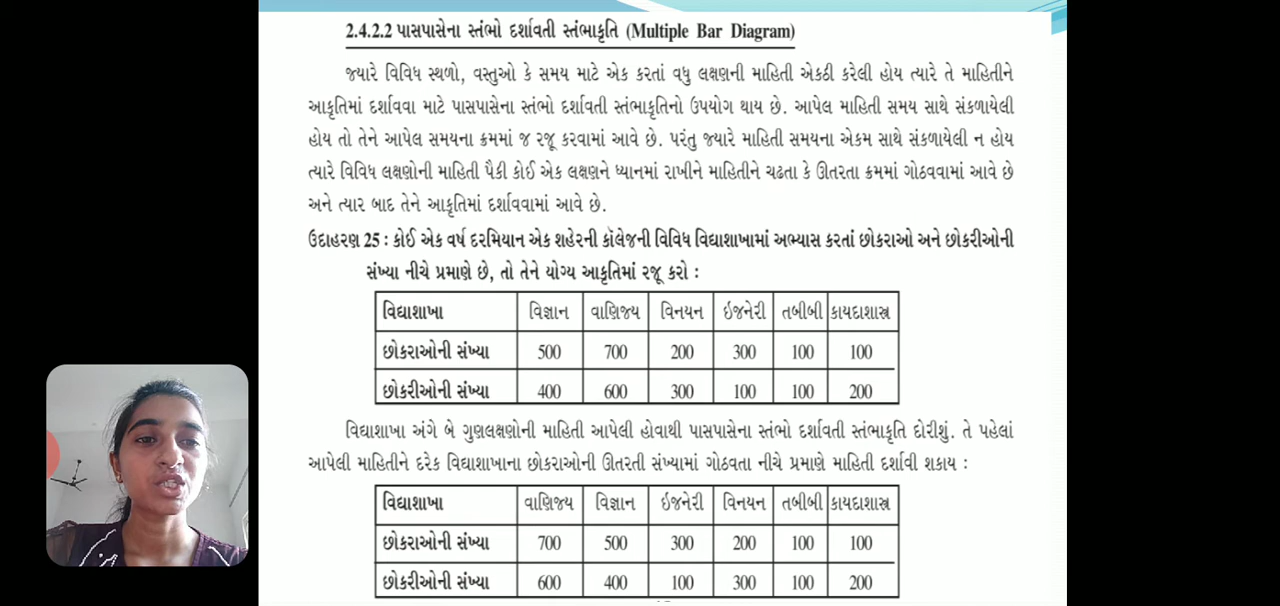 2.4.2.2 પાસપાસેના સ્તંભો દર્શાવતી સ્તંભાકૃતિ (Multiple Bar Diagram)
જ્યારે વિવિધ સ્થળો, વસ્તુઓ કે સમય માટે એક કરતાં વધુ લક્ષણની માહિતી એકઠી કરેલી હોય ત્યારે તે માહિતીને
આકૃતિમાં દર્શાવવા માટે પાસપાસેના સ્તંભો દર્શાવતી સ્તંભાકૃતિનો ઉપયોગ થાય છે. આપેલ માહિતી સમય સાથે સંકળાયેલી
હોય તો તેને આપેલ સમયના ક્રમમાં જ રજૂ કરવામાં આવે છે. પરંતુ જ્યારે માહિતી સમયના એકમ સાથે સંકળાયેલી ન હોય
ત્યારે વિવિધ લક્ષણોની માહિતી પૈકી કોઈ એક લક્ષણને ધ્યાનમાં રાખીને માહિતીને ચઢતા કે ઊતરતા ક્રમમાં ગોઠવવામાં આવે છે
અને ત્યાર બાદ તેને આકૃતિમાં દર્શાવવામાં આવે છે.
ઉદાહરણ 25 : કોઈ એક વર્ષ દરમિયાન એક શહેરની કૉલેજની વિવિધ વિદ્યાશાખામાં અભ્યાસ કરતાં છોકરાઓ અને છોકરીઓની
સંખ્યા નીચે પ્રમાણે છે, તો તેને યોગ્ય આકૃતિમાં રજૂ કરો :
વિદ્યાશાખા વિજ્ઞાન વાણિજ્ય વિનયન ઇજનેરી તબીબી કાયદાશાસ્ત્ર
છોકરાઓની સંખ્યા 500 700 200 300 100 100
છોકરીઓની સંખ્યા 400 600 300 100 100 200
વિદ્યાશાખા અંગે બે ગુણલક્ષણોની માહિતી આપેલી હોવાથી પાસપાસેના સ્તંભો દર્શાવતી સ્તંભાકૃતિ દોરીશું. તે પહેલાં
આપેલી માહિતીને દરેક વિદ્યાશાખાના છોકરાઓની ઊતરતી સંખ્યામાં ગોઠવતા નીચે પ્રમાણે માહિતી દર્શાવી શકાય :
વિદ્યાશાખા વાણિજ્ય વિજ્ઞાન ઇજનેરી વિનયન તબીબી કાયદાશાસ્ત્ર
છોકરાઓની સંખ્યા 700 500 300 200 100 100
છોકરીઓની સંખ્યા 600 400 100 300 100 200